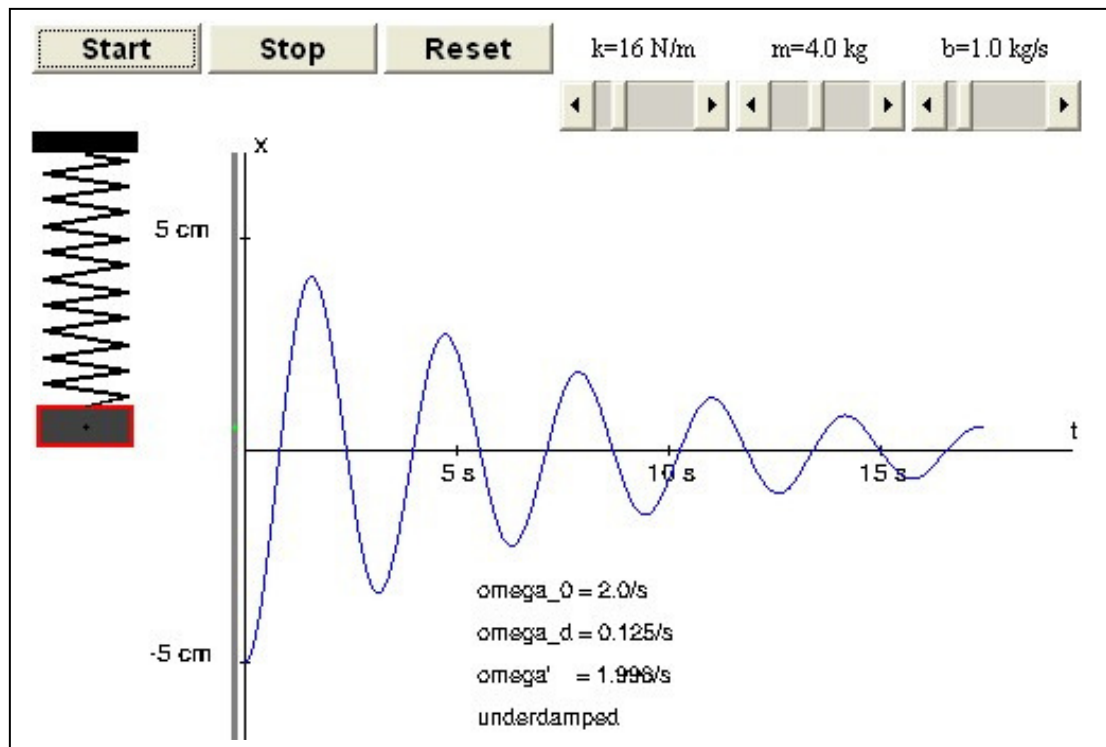 Start Stop Reset k=16 N/m m=4.0 kg b=1.0 kg/s
x
5 cm
t
5 s 10 s 15 s
omega_0 = 2.0/s
omega_d = 0.125/s
-5 cm
omega' = 1.996/s
underdamped